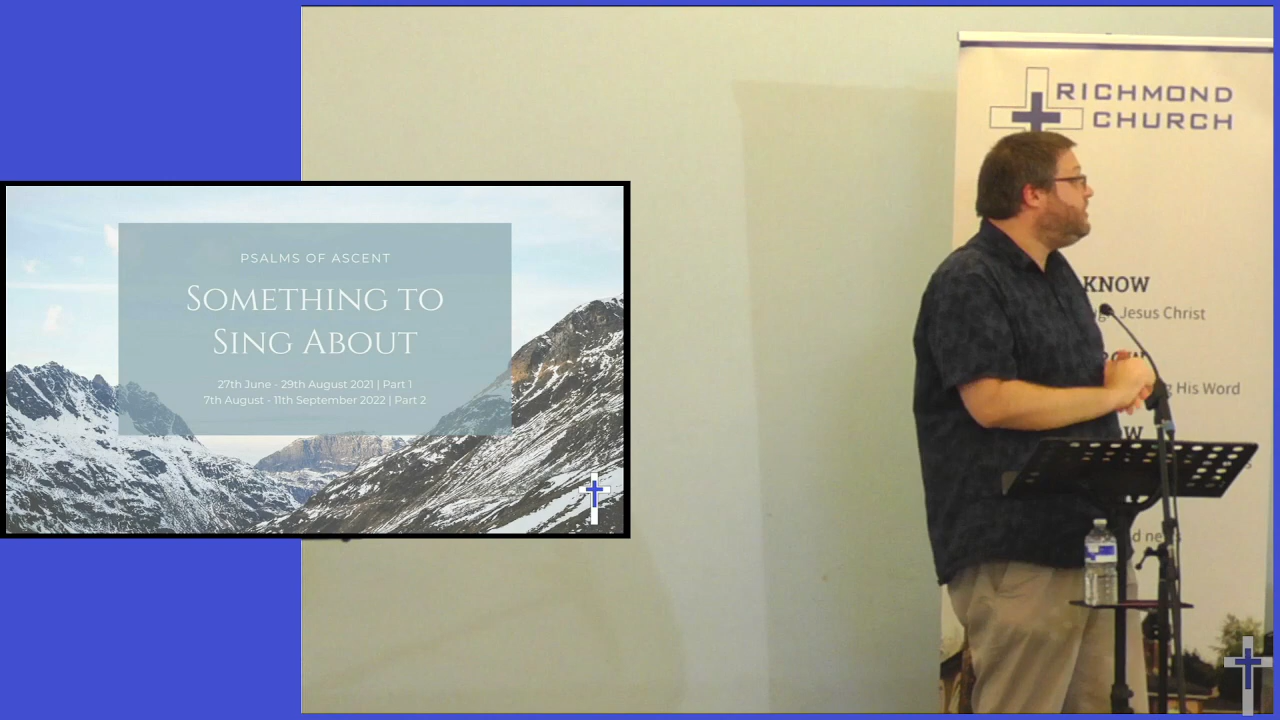 PSALMS OF ASCENT
SOMETHING TO
SING ABOUT
27th June - 29th August 2021 | Part 1
7th August - 11th September 2022 | Part 2
RICHMOND
CHURCH
KNOW
Jesus Christ
His Word